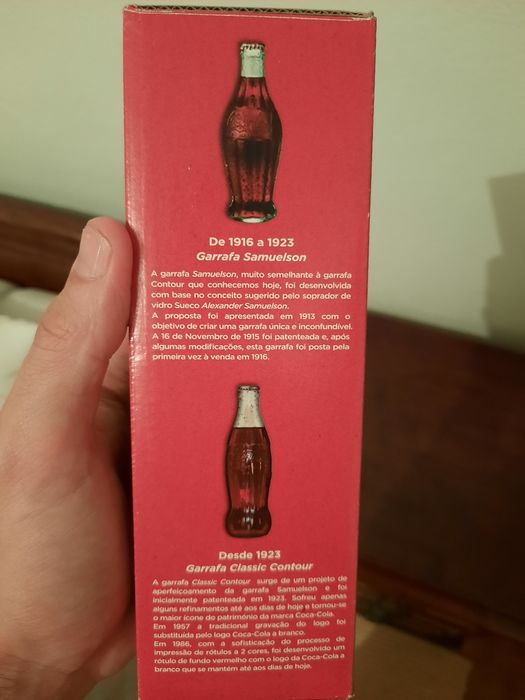 De 1916 a 1923
Garrafa Samuelson
A garrafa Samuelson, muito semelhante à garrafa
Contour que conhecemos hoje, foi desenvolvida
com base no conceito sugerido pelo soprador de
vidro Sueco Alexander Samuelson.
A proposta foi apresentada em 1913 com o
objetivo de criar uma garrafa única e inconfundível.
A 16 de Novembro de 1915 foi patenteada e, após
algumas modificações, esta garrafa foi posta pela
primeira vez à venda em 1916.
Desde 1923
Garrafa Classic Contour
A garrafa Classic Contour surge de um projeto de
aperfeiçoamento da garrafa Samuelson e foi
inicialmente patenteada em 1923. Sofreu apenas
alguns refinamentos até aos dias de hoje e tornou-se
o maior ícone do património da marca Coca-Cola.
Em 1957 a tradicional gravação do logo foi
substituída pelo logo Coca-Cola a branco.
Em 1986, com a sofisticação do processo de
impressão de rótulos a 2 cores, foi desenvolvido um
rótulo de fundo vermelho com o logo da Coca-Cola a
branco que se mantém até aos dias de hoje.